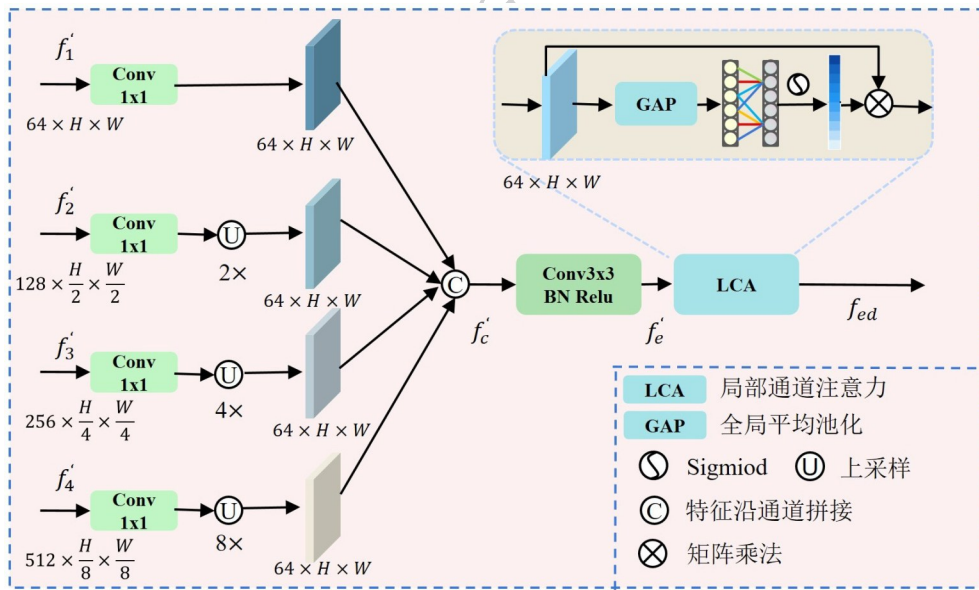 f₁'
Conv
1x1
64 × H × W
64 × H × W
f₂'
Conv
1x1
U
2×
128 × H/2 × W/2
64 × H × W
f₃'
Conv
1x1
U
4×
256 × H/4 × W/4
64 × H × W
f₄'
Conv
1x1
U
8×
512 × H/8 × W/8
64 × H × W
C
f_c'
Conv3x3
BN Relu
f_e'
LCA
f_ed
GAP
64 × H × W
LCA 局部通道注意力
GAP 全局平均池化
Sigmiod U 上采样
C 特征沿通道拼接
矩阵乘法